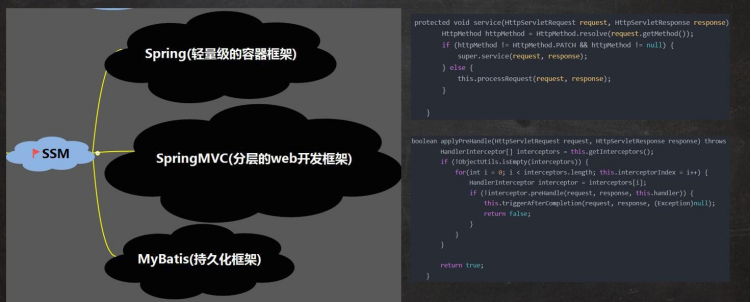 Spring(轻量级的容器框架)
SSM
SpringMVC(分层的web开发框架)
MyBatis(持久化框架)
protected void service(HttpServletRequest request, HttpServletResponse response)
HttpMethod httpMethod = HttpMethod.resolve(request.getMethod());
if (httpMethod != HttpMethod.PATCH && httpMethod != null) {
super.service(request, response);
} else {
this.processRequest(request, response);
}
}
boolean applyPreHandle(HttpServletRequest request, HttpServletResponse response) throws
HandlerInterceptor[] interceptors = this.getInterceptors();
if (!ObjectUtils.isEmpty(interceptors)) {
for(int i = 0; i < interceptors.length; this.interceptorIndex = i++) {
HandlerInterceptor interceptor = interceptors[i];
if (!interceptor.preHandle(request, response, this.handler)) {
this.triggerAfterCompletion(request, response, (Exception)null);
return false;
}
}
}
return true;
}